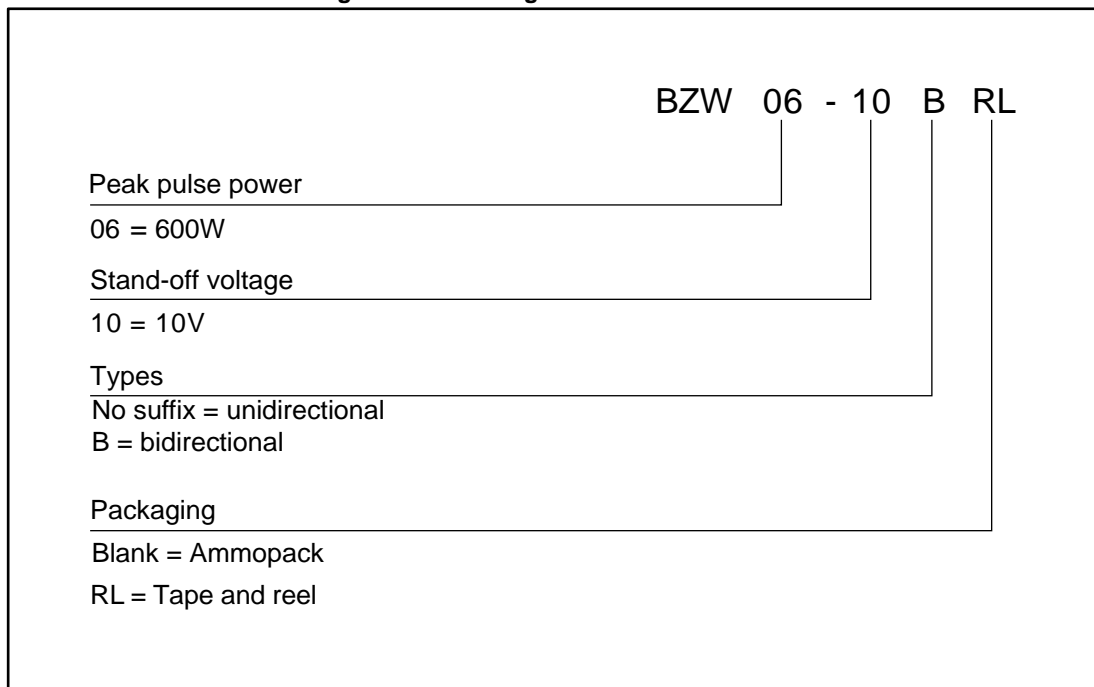 BZW 06 - 10 B RL
Peak pulse power
06 = 600W
Stand-off voltage
10 = 10V
Types
No suffix = unidirectional
B = bidirectional
Packaging
Blank = Ammopack
RL = Tape and reel